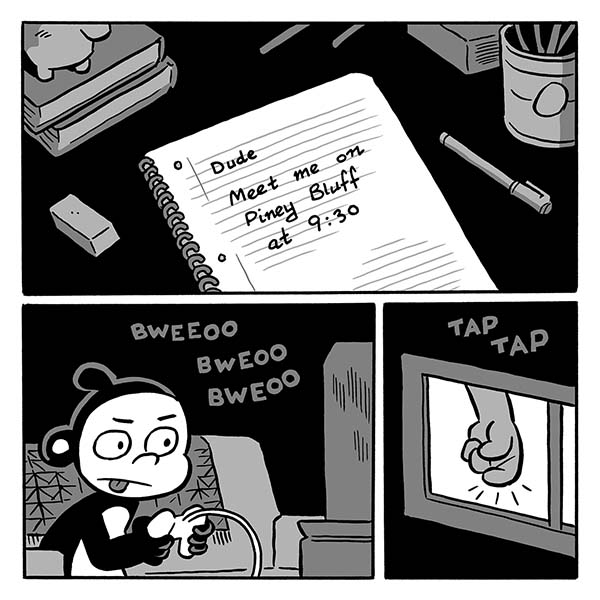 Dude
Meet me on
Piney Bluff
at 9:30
BWEEOO
BWEOO
BWEOO
TAP
TAP